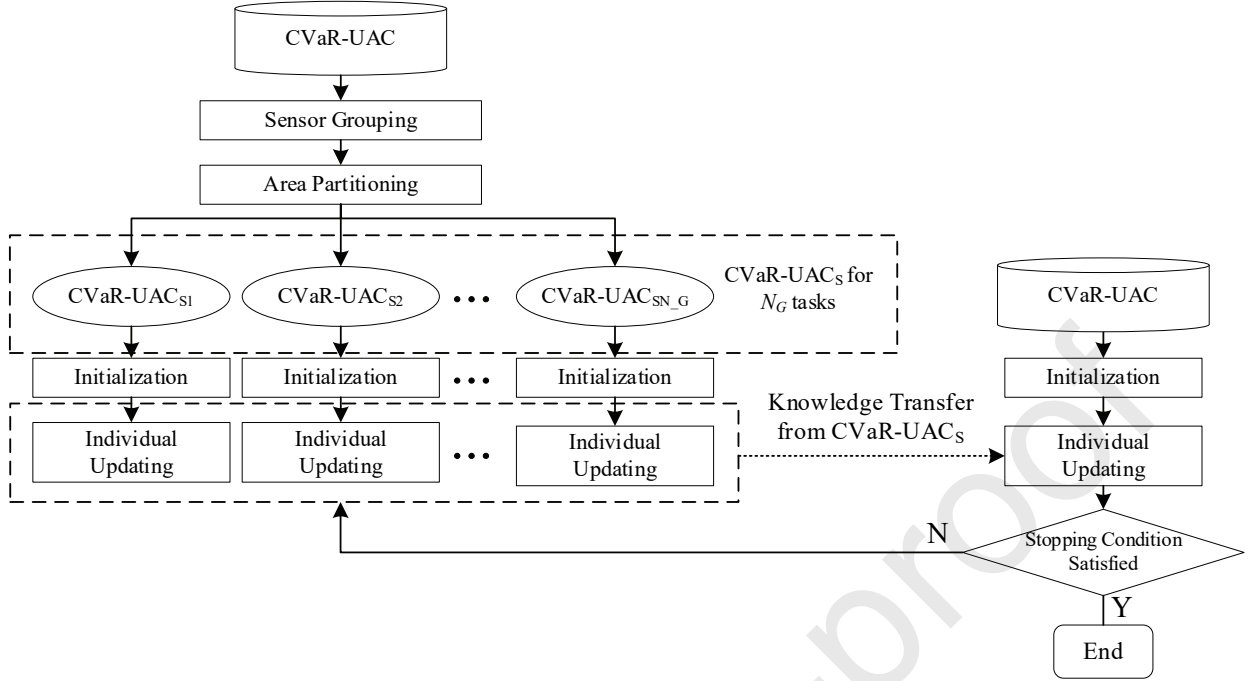 CVaR-UAC
Sensor Grouping
Area Partitioning
CVaR-UAC_S1
CVaR-UAC_S2
•••
CVaR-UAC_SN_G
CVaR-UAC_S for
N_G tasks
Initialization
Initialization
•••
Initialization
Individual
Updating
Individual
Updating
•••
Individual
Updating
Knowledge Transfer
from CVaR-UAC_S
CVaR-UAC
Initialization
Individual
Updating
Stopping Condition
Satisfied
N
Y
End
proof